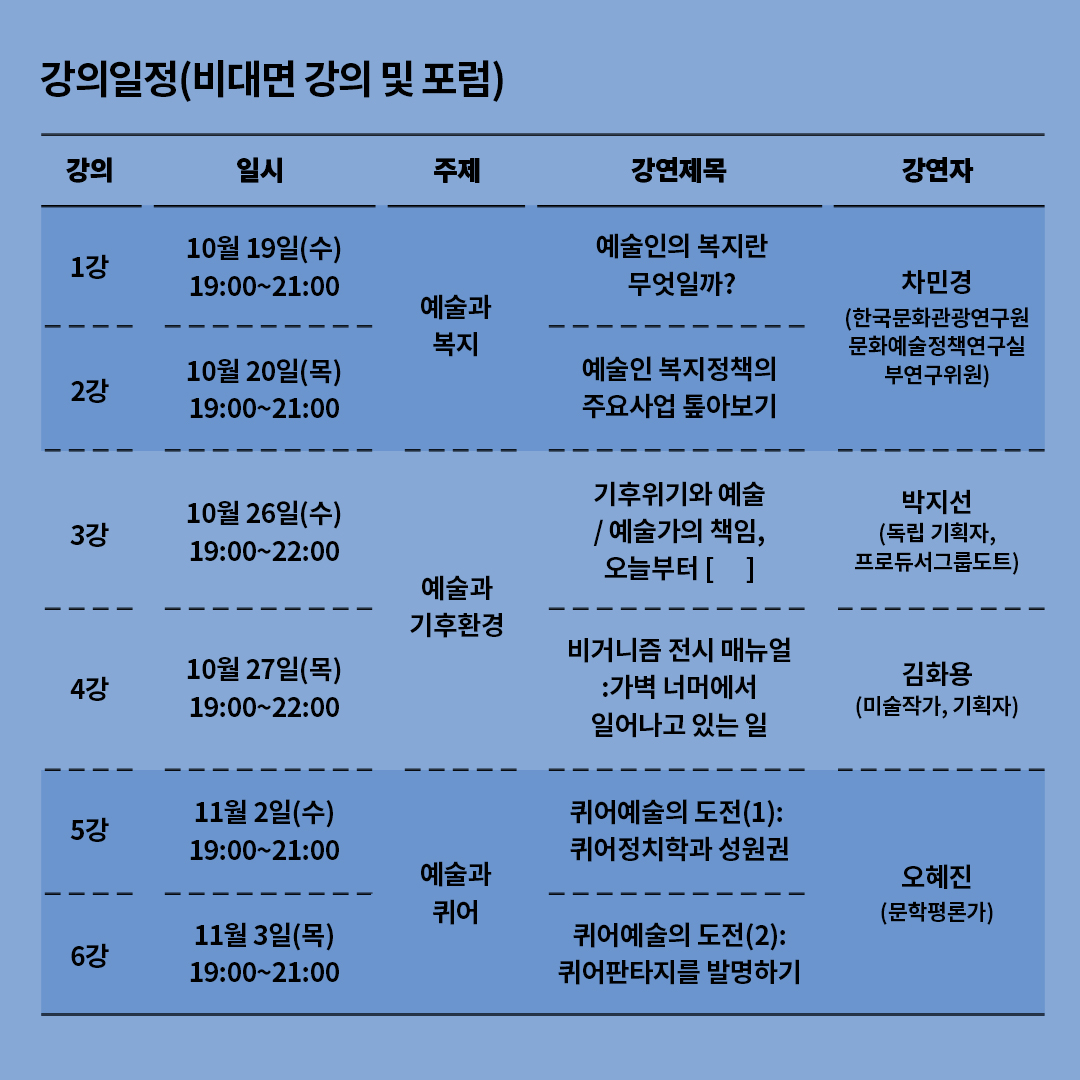 강의일정(비대면 강의 및 포럼)
강의 일시 주제 강연제목 강연자
1강
10월 19일(수)
19:00~21:00
예술과
복지
예술인의 복지란
무엇일까?
차민경
(한국문화관광연구원
문화예술정책연구실
부연구위원)
2강
10월 20일(목)
19:00~21:00
예술인 복지정책의
주요사업 톺아보기
3강
10월 26일(수)
19:00~22:00
예술과
기후환경
기후위기와 예술
/ 예술가의 책임,
오늘부터 [    ]
박지선
(독립 기획자,
프로듀서그룹도트)
4강
10월 27일(목)
19:00~22:00
비거니즘 전시 매뉴얼
:가벽 너머에서
일어나고 있는 일
김화용
(미술작가, 기획자)
5강
11월 2일(수)
19:00~21:00
예술과
퀴어
퀴어예술의 도전(1):
퀴어정치학과 성원권
오혜진
(문학평론가)
6강
11월 3일(목)
19:00~21:00
퀴어예술의 도전(2):
퀴어판타지를 발명하기